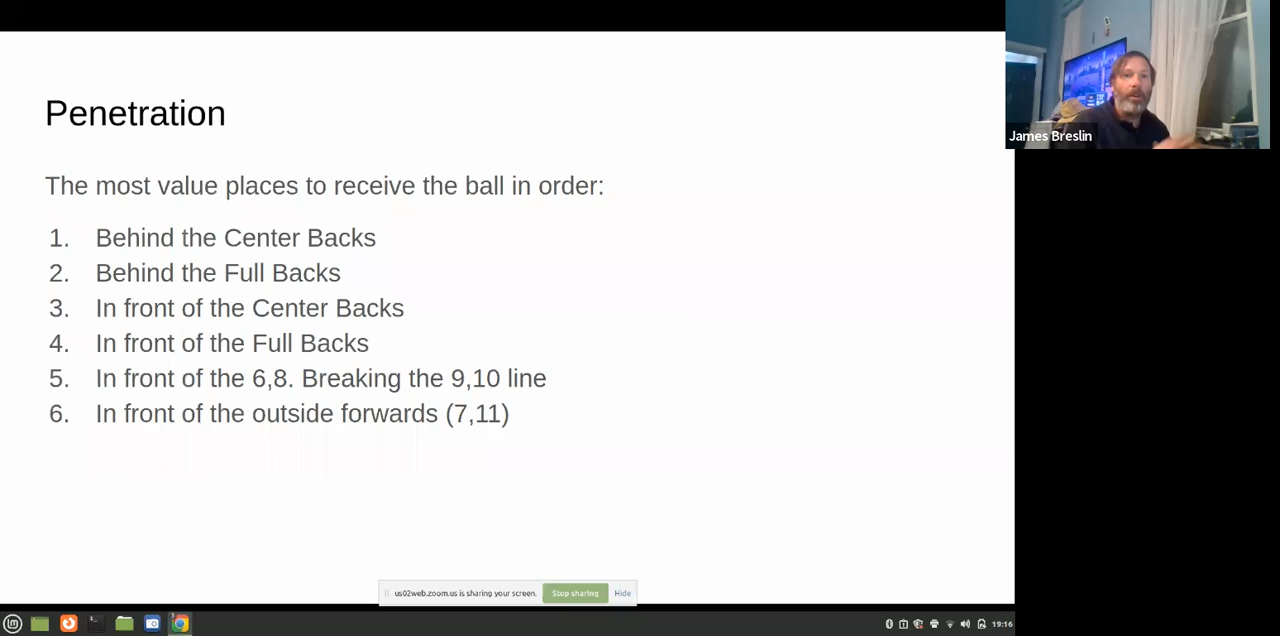 Penetration
The most value places to receive the ball in order:
1. Behind the Center Backs
2. Behind the Full Backs
3. In front of the Center Backs
4. In front of the Full Backs
5. In front of the 6,8. Breaking the 9,10 line
6. In front of the outside forwards (7,11)
James Breslin
us02web.zoom.us is sharing your screen. Stop sharing Hide
19:16